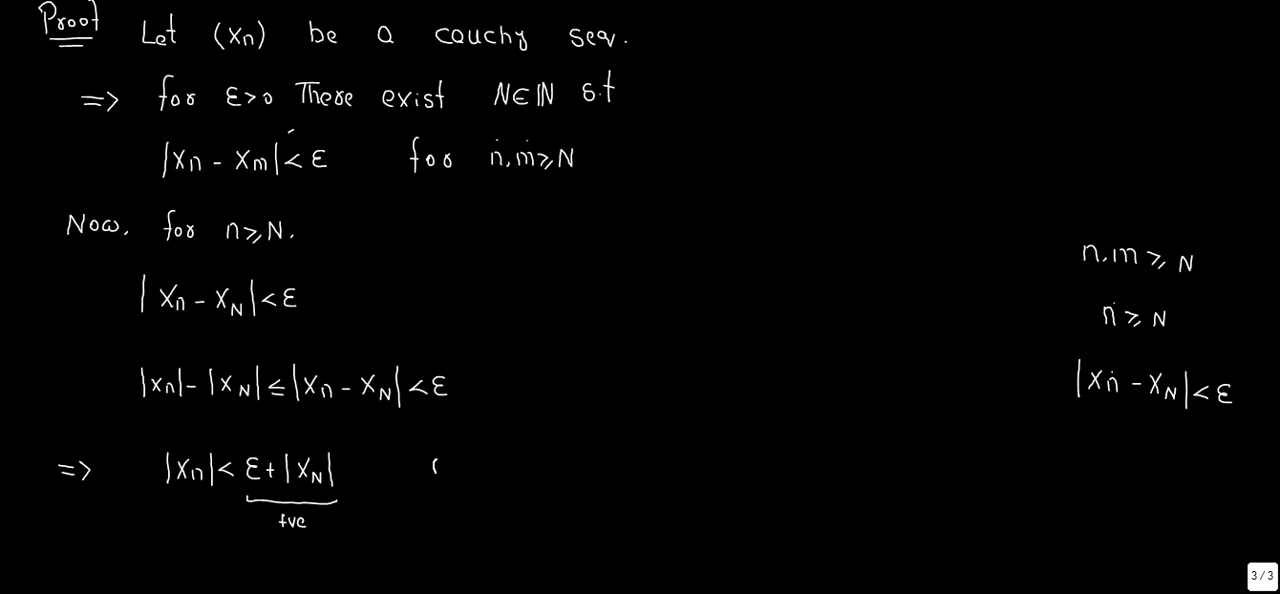 Proof Let (xn) be a cauchy seq.
=> for ε>0 There exist N∈ℕ s.t
|xn - xm| < ε for n,m ≥ N
Now, for n ≥ N.
|xn - xN| < ε
|xn| - |xN| ≤ |xn - xN| < ε
=> |xn| < ε + |xN| (
+ve
n,m ≥ N
n ≥ N
|xn - xN| < ε
3/3